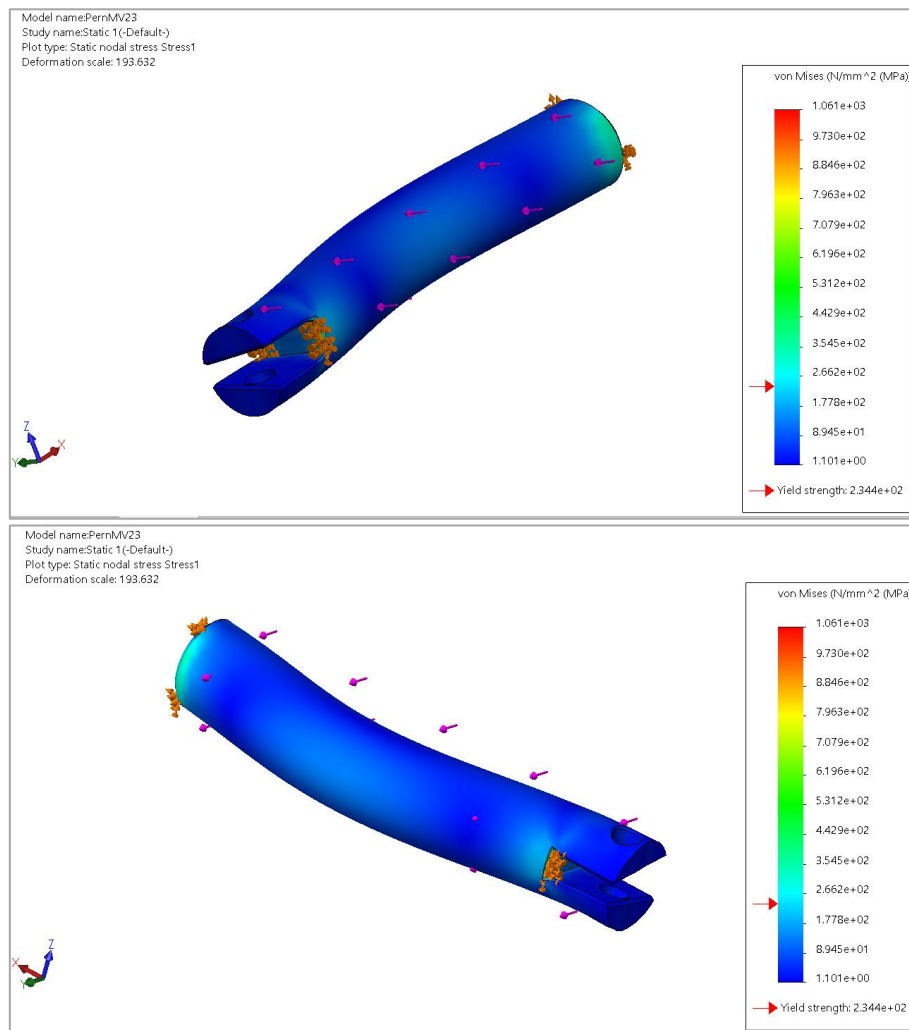 Model name:PernMV23
Study name:Static 1(-Default-)
Plot type: Static nodal stress Stress1
Deformation scale: 193.632
von Mises (N/mm^2 (MPa)
1.061e+03
9.730e+02
8.846e+02
7.963e+02
7.079e+02
6.196e+02
5.312e+02
4.429e+02
3.545e+02
2.662e+02
1.778e+02
8.945e+01
1.101e+00
Yield strength: 2.344e+02
Z
X
Y
Model name:PernMV23
Study name:Static 1(-Default-)
Plot type: Static nodal stress Stress1
Deformation scale: 193.632
von Mises (N/mm^2 (MPa)
1.061e+03
9.730e+02
8.846e+02
7.963e+02
7.079e+02
6.196e+02
5.312e+02
4.429e+02
3.545e+02
2.662e+02
1.778e+02
8.945e+01
1.101e+00
Yield strength: 2.344e+02
Z
X
Y